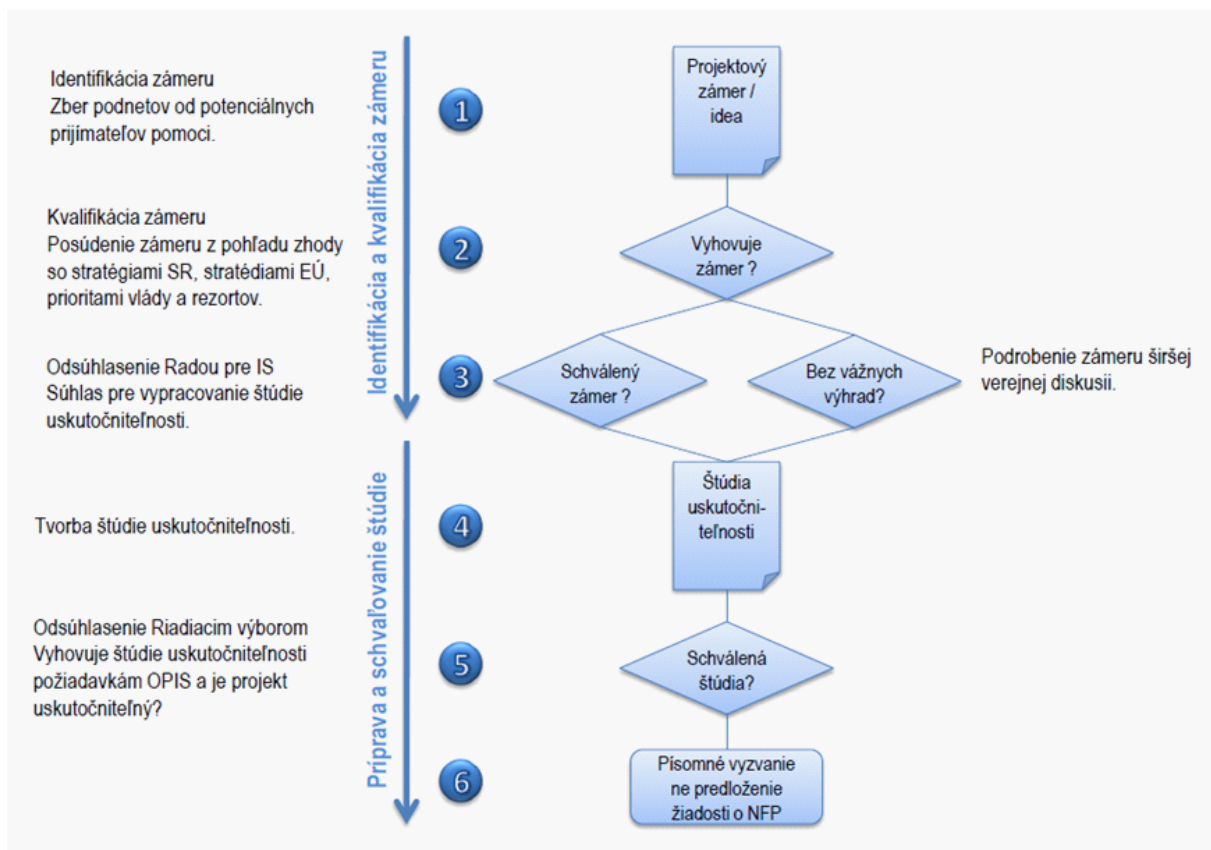 Identifikácia zámeru
Zber podnetov od potenciálnych
prijímateľov pomoci.
Kvalifikácia zámeru
Posúdenie zámeru z pohľadu zhody
so stratégiami SR, stratédiami EÚ,
prioritami vlády a rezortov.
Odsúhlasenie Radou pre IS
Súhlas pre vypracovanie štúdie
uskutočniteľnosti.
Tvorba štúdie uskutočniteľnosti.
Odsúhlasenie Riadiacim výborom
Vyhovuje štúdie uskutočniteľnosti
požiadavkám OPIS a je projekt
uskutočniteľný?
Identifikácia a kvalifikácia zámeru
Príprava a schvaľovanie štúdie
1
2
3
4
5
6
Projektový
zámer /
idea
Vyhovuje
zámer ?
Schválený
zámer ?
Bez vážnych
výhrad?
Podrobenie zámeru širšej
verejnej diskusii.
Štúdia
uskutočni-
teľnosti
Schválená
štúdia?
Písomné vyzvanie
ne predloženie
žiadosti o NFP